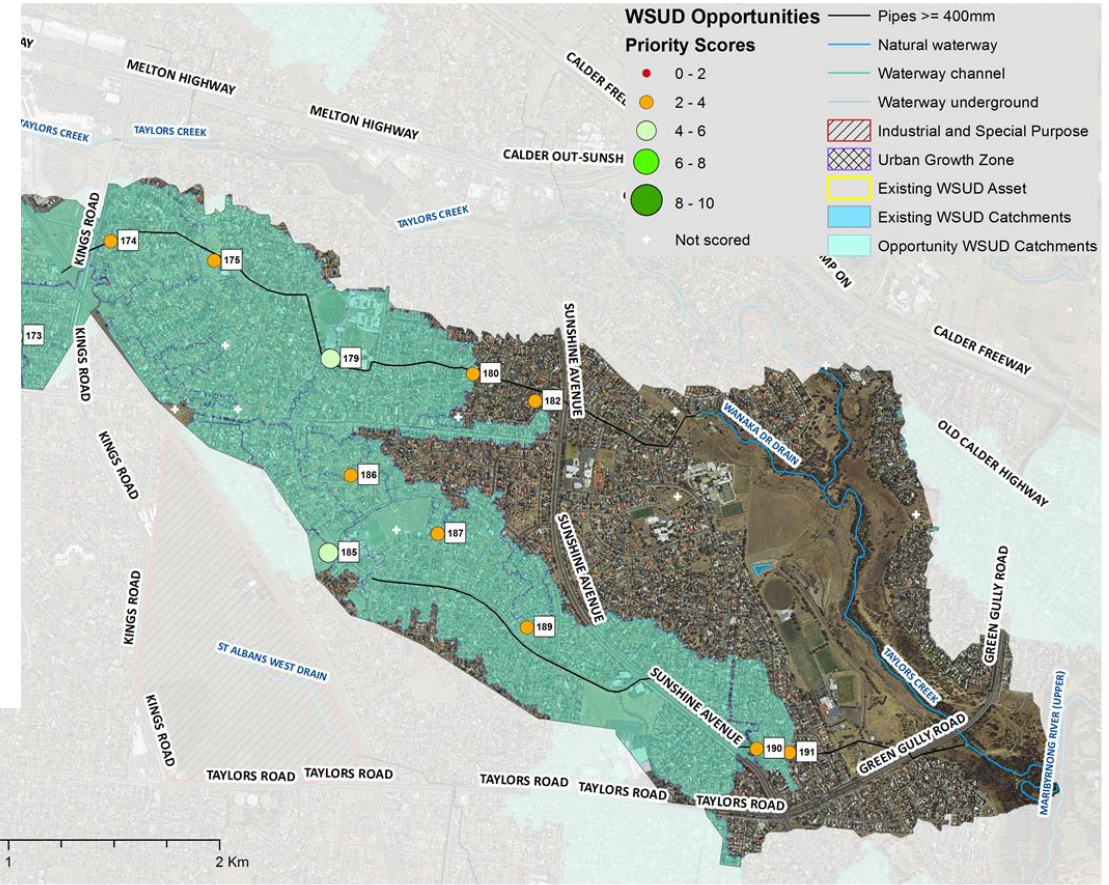 WSUD Opportunities
Priority Scores
0 - 2
2 - 4
4 - 6
6 - 8
8 - 10
Not scored
Pipes >= 400mm
Natural waterway
Waterway channel
Waterway underground
Industrial and Special Purpose
Urban Growth Zone
Existing WSUD Asset
Existing WSUD Catchments
Opportunity WSUD Catchments
MELTON HIGHWAY
MELTON HIGHWAY
TAYLORS CREEK
TAYLORS CREEK
CALDER OUT-SUNSH
TAYLORS CREEK
MP ON
KINGS ROAD
174
175
173
KINGS ROAD
179
180
182
SUNSHINE AVENUE
CALDER FREEWAY
WANAKA DR DRAIN
OLD CALDER HIGHWAY
KINGS ROAD
186
187
185
SUNSHINE AVENUE
KINGS ROAD
189
GREEN GULLY ROAD
ST ALBANS WEST DRAIN
TAYLORS CREEK
SUNSHINE AVENUE
KINGS ROAD
190
191
GREEN GULLY ROAD
MARIBYRNONG RIVER (UPPER)
TAYLORS ROAD
TAYLORS ROAD
TAYLORS ROAD
TAYLORS ROAD
TAYLORS ROAD
1
2 Km